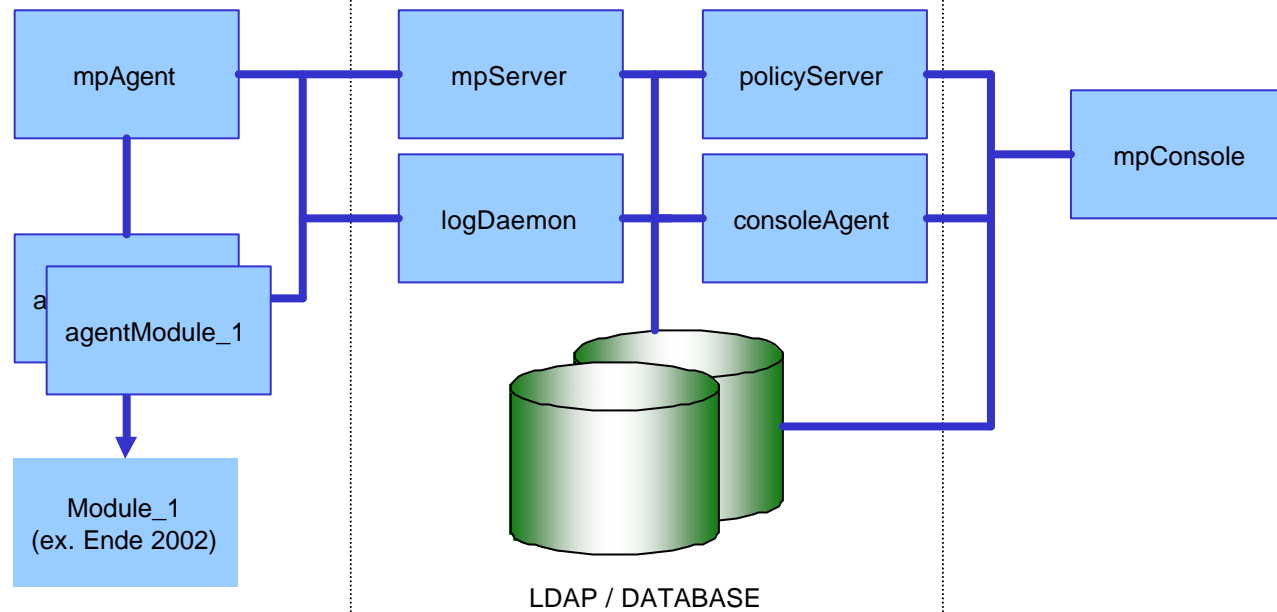 mpAgent
mpServer
policyServer
mpConsole
logDaemon
consoleAgent
a
agentModule_1
Module_1
(ex. Ende 2002)
LDAP / DATABASE